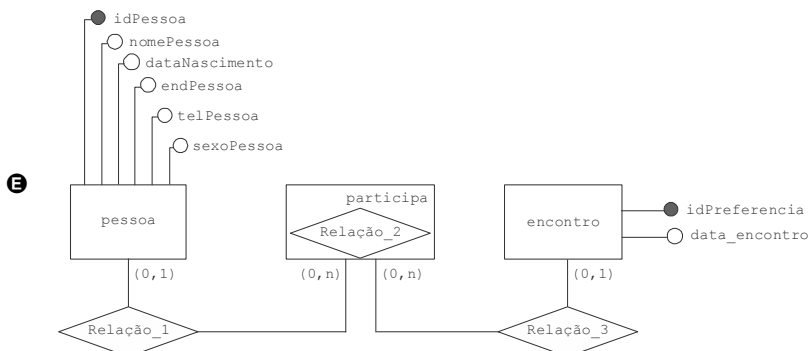 idPessoa
nomePessoa
dataNascimento
endPessoa
telPessoa
sexoPessoa
E
pessoa
participa
Relação_2
encontro
idPreferencia
data_encontro
(0,1)
(0,n)
(0,n)
(0,1)
Relação_1
Relação_3